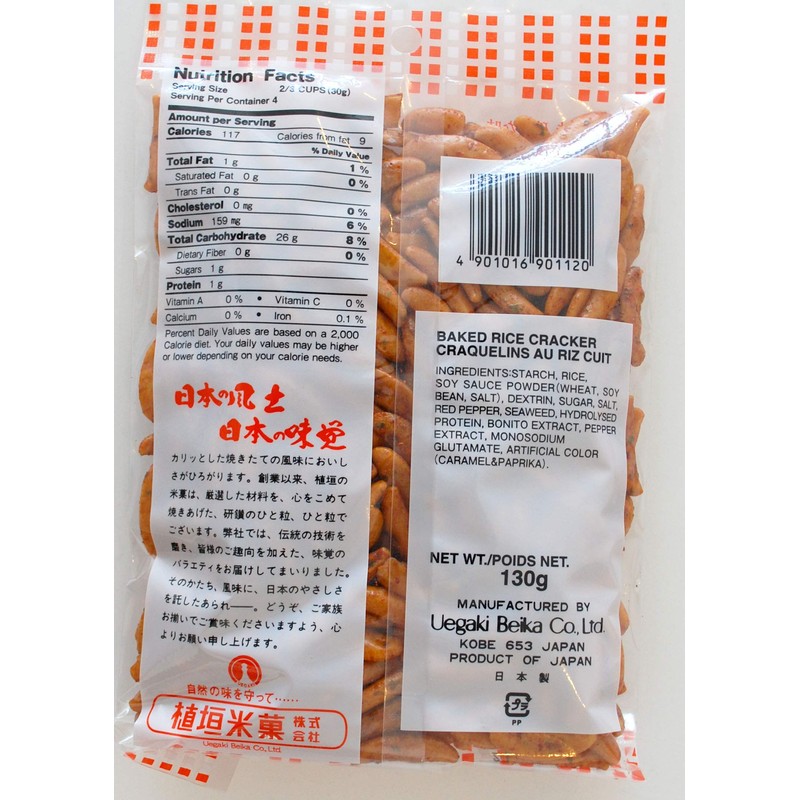 Nutrition Facts
Serving Size 2/3 CUPS (30g)
Serving Per Container 4
Amount per Serving
Calories 117 Calories from fat 9
% Daily Value
Total Fat 1 g 1 %
Saturated Fat 0 g 0 %
Trans Fat 0 g
Cholesterol 0 mg 0 %
Sodium 159 mg 6 %
Total Carbohydrate 26 g 8 %
Dietary Fiber 0 g 0 %
Sugars 1 g
Protein 1 g
Vitamin A 0 % • Vitamin C 0 %
Calcium 0 % • Iron 0.1 %
Percent Daily Values are based on a 2,000
Calorie diet. Your daily values may be higher
or lower depending on your calorie needs.
日本の風土
日本の味覚
カリッとした焼きたての風味においし
さがひろがります。創業以来、植垣の
米菓は、厳選した材料を、心をこめて
焼きあげた、研鑽のひと粒、ひと粒で
ございます。弊社では、伝統の技術を
磨き、皆様のご趣向を加えた、味覚の
バラエティをお届けしてまいりました。
そのかたち、風味に、日本のやさしさ
を託したあられ──。どうぞ、ご家族
お揃いでご賞味くださいますよう、心
よりお願い申し上げます。
自然の味を守って……
植垣米菓 株式会社
Uegaki Beika Co., Ltd.
4 901016 901120
BAKED RICE CRACKER
CRAQUELINS AU RIZ CUIT
INGREDIENTS:STARCH, RICE,
SOY SAUCE POWDER(WHEAT, SOY
BEAN, SALT), DEXTRIN, SUGAR, SALT,
RED PEPPER, SEAWEED, HYDROLYSED
PROTEIN, BONITO EXTRACT, PEPPER
EXTRACT, MONOSODIUM
GLUTAMATE, ARTIFICIAL COLOR
(CARAMEL&PAPRIKA).
NET WT./POIDS NET.
130g
MANUFACTURED BY
Uegaki Beika Co., Ltd.
KOBE 653 JAPAN
PRODUCT OF JAPAN
日本製
プラ
PP